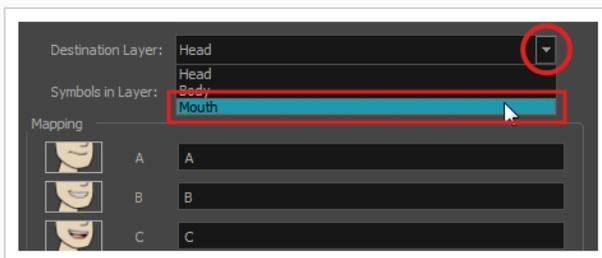 Destination Layer: Head
Head
Symbols in Layer: Body
Mouth
Mapping
A A
B B
C C